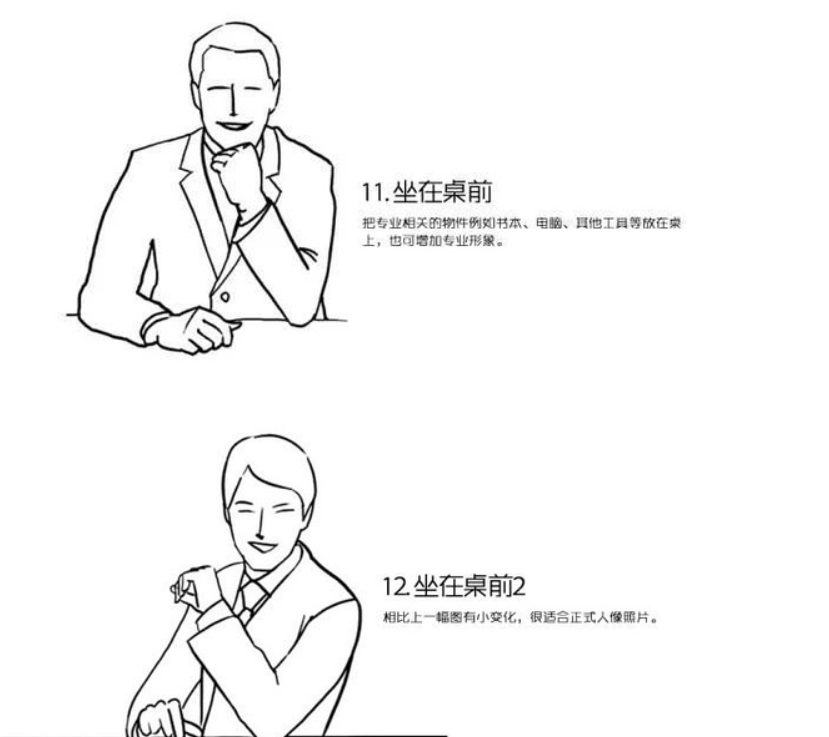 11.坐在桌前
把专业相关的物件例如书本、电脑、其他工具等放在桌
上，也可增加专业形象。
12.坐在桌前2
相比上一幅图有小变化，很适合正式人像照片。